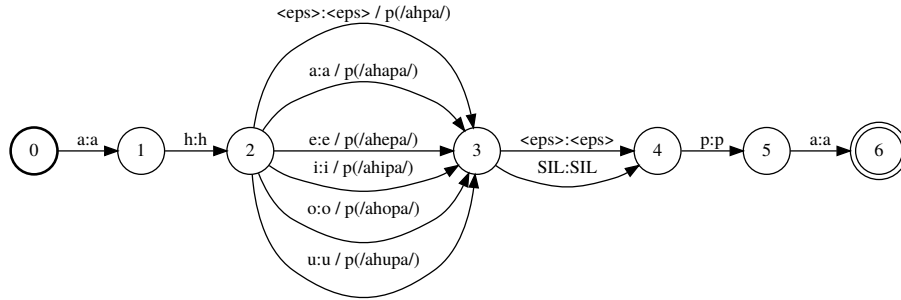 <eps>:<eps> / p(/ahpa/)
a:a / p(/ahapa/)
0 a:a 1 h:h 2 e:e / p(/ahepa/) 3 <eps>:<eps> 4 p:p 5 a:a 6
i:i / p(/ahipa/) SIL:SIL
o:o / p(/ahopa/)
u:u / p(/ahupa/)